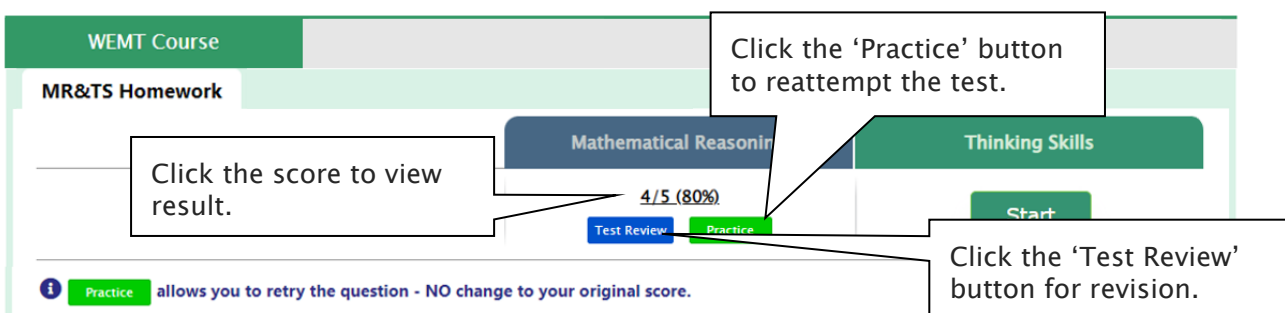 WEMT Course
Click the ‘Practice’ button
to reattempt the test.
MR&TS Homework
Mathematical Reasonin
Thinking Skills
Click the score to view
result.
4/5 (80%)
Start
Test Review
Practice
Click the ‘Test Review’
button for revision.
Practice allows you to retry the question - NO change to your original score.